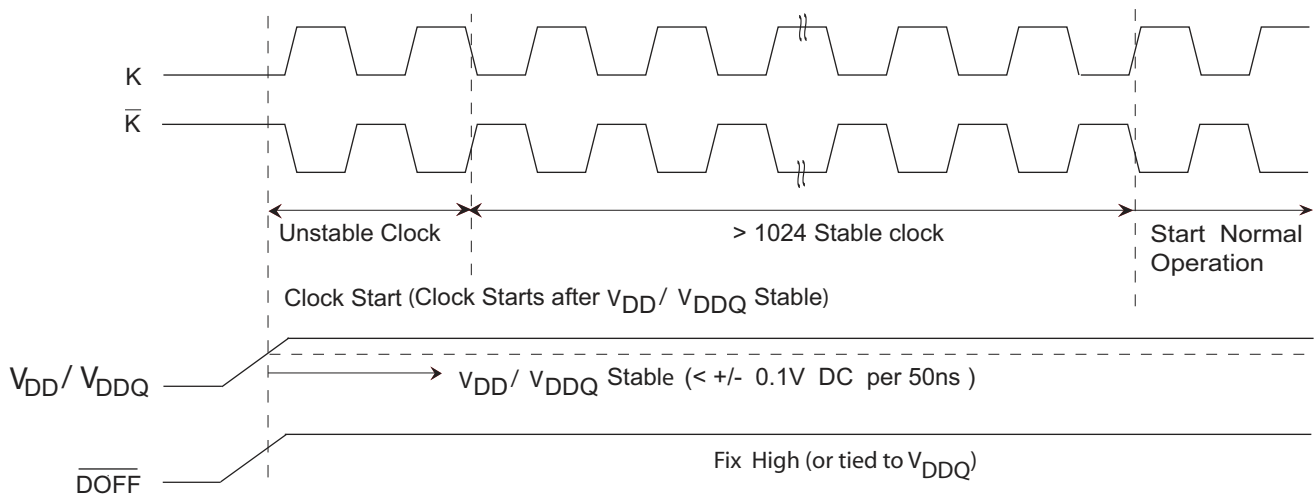 K
K̅
Unstable Clock
> 1024 Stable clock
Start Normal
Operation
Clock Start (Clock Starts after VDD/ VDDQ Stable)
VDD/ VDDQ
VDD/ VDDQ Stable (< +/- 0.1V DC per 50ns )
D̅O̅F̅F̅
Fix High (or tied to VDDQ)